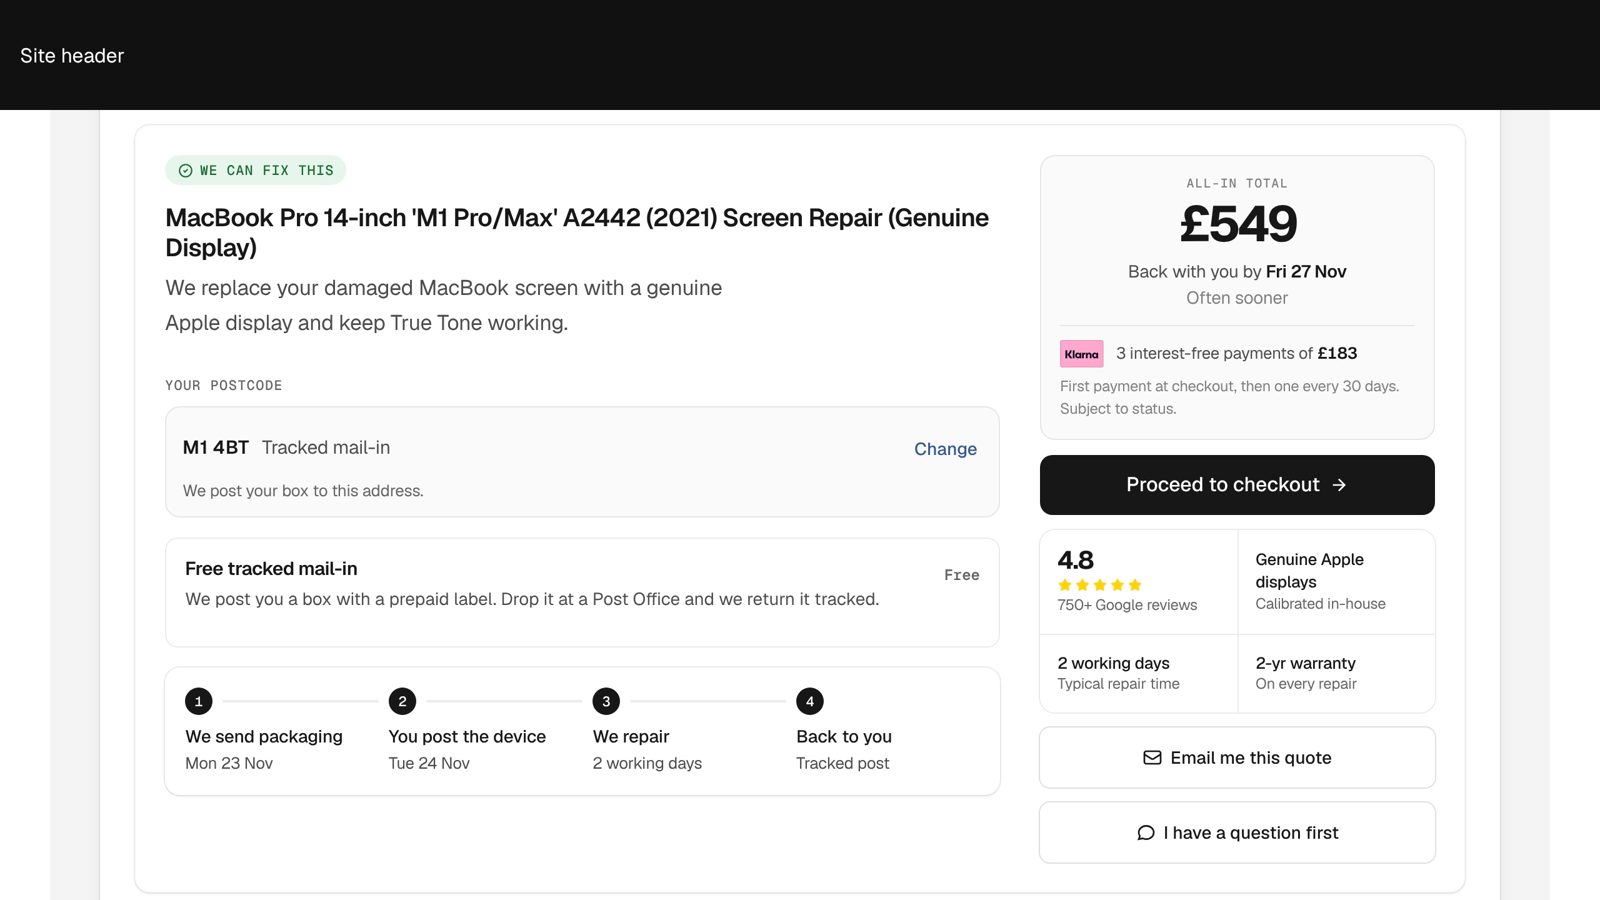 Site header
WE CAN FIX THIS
MacBook Pro 14-inch 'M1 Pro/Max' A2442 (2021) Screen Repair (Genuine
Display)
We replace your damaged MacBook screen with a genuine
Apple display and keep True Tone working.
YOUR POSTCODE
M1 4BT Tracked mail-in
Change
We post your box to this address.
Free tracked mail-in
Free
We post you a box with a prepaid label. Drop it at a Post Office and we return it tracked.
1
We send packaging
Mon 23 Nov
2
You post the device
Tue 24 Nov
3
We repair
2 working days
4
Back to you
Tracked post
ALL-IN TOTAL
£549
Back with you by Fri 27 Nov
Often sooner
Klarna 3 interest-free payments of £183
First payment at checkout, then one every 30 days.
Subject to status.
Proceed to checkout →
4.8
750+ Google reviews
Genuine Apple
displays
Calibrated in-house
2 working days
Typical repair time
2-yr warranty
On every repair
Email me this quote
I have a question first